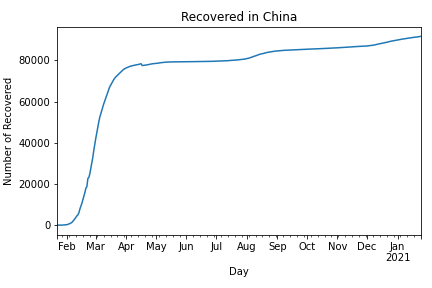 Recovered in China
Number of Recovered
80000
60000
40000
20000
0
Feb Mar Apr May Jun Jul Aug Sep Oct Nov Dec Jan
2021
Day